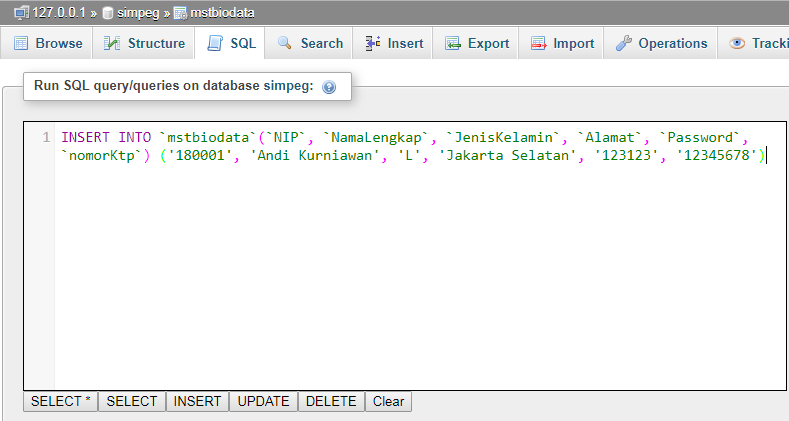 127.0.0.1 » simpeg » mstbiodata
Browse Structure SQL Search Insert Export Import Operations Tracki
Run SQL query/queries on database simpeg:
1 INSERT INTO `mstbiodata`(`NIP`, `NamaLengkap`, `JenisKelamin`, `Alamat`, `Password`,
`nomorKtp`) ('180001', 'Andi Kurniawan', 'L', 'Jakarta Selatan', '123123', '12345678')
SELECT * SELECT INSERT UPDATE DELETE Clear